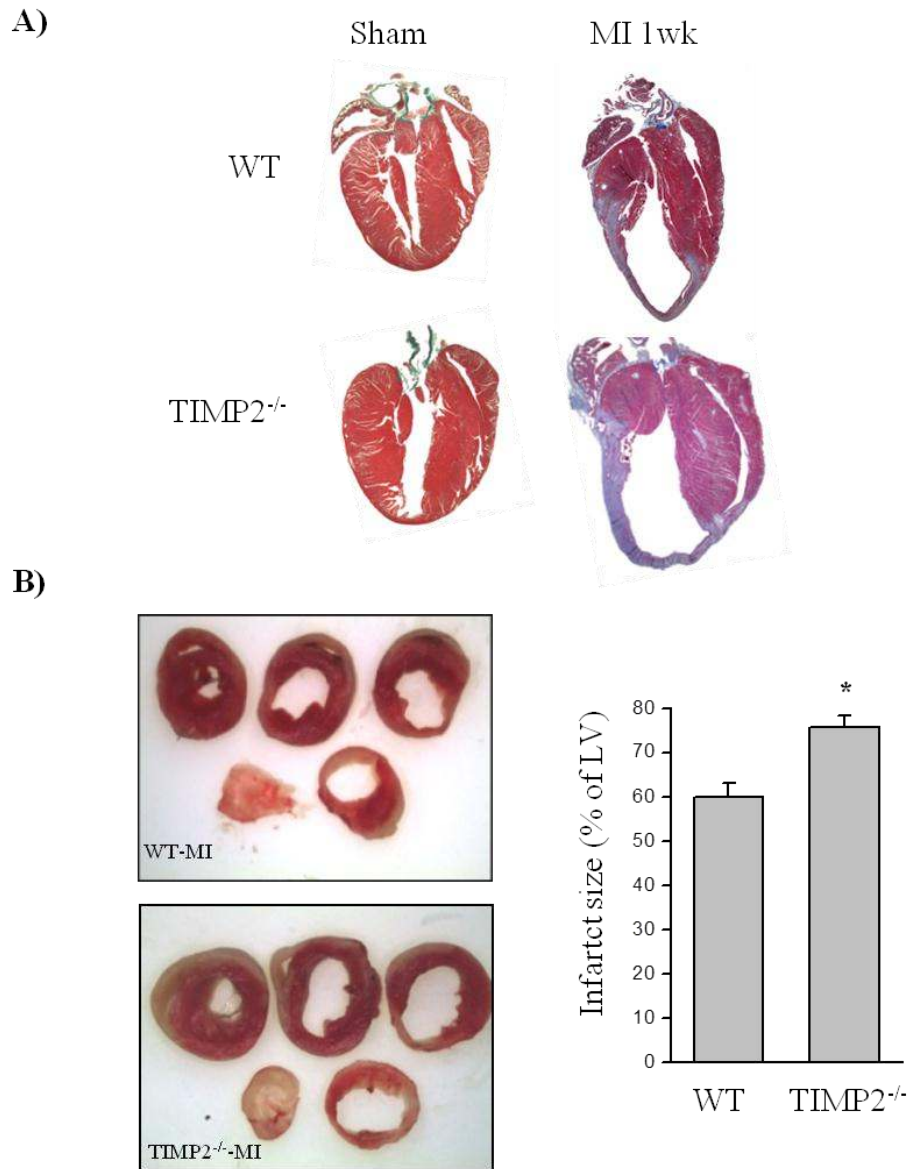 A)
Sham MI 1wk
WT
TIMP2-/-
B)
WT-MI
TIMP2-/--MI
Infartct size (% of LV)
80
70
60
50
40
30
20
10
0
*
WT TIMP2-/-